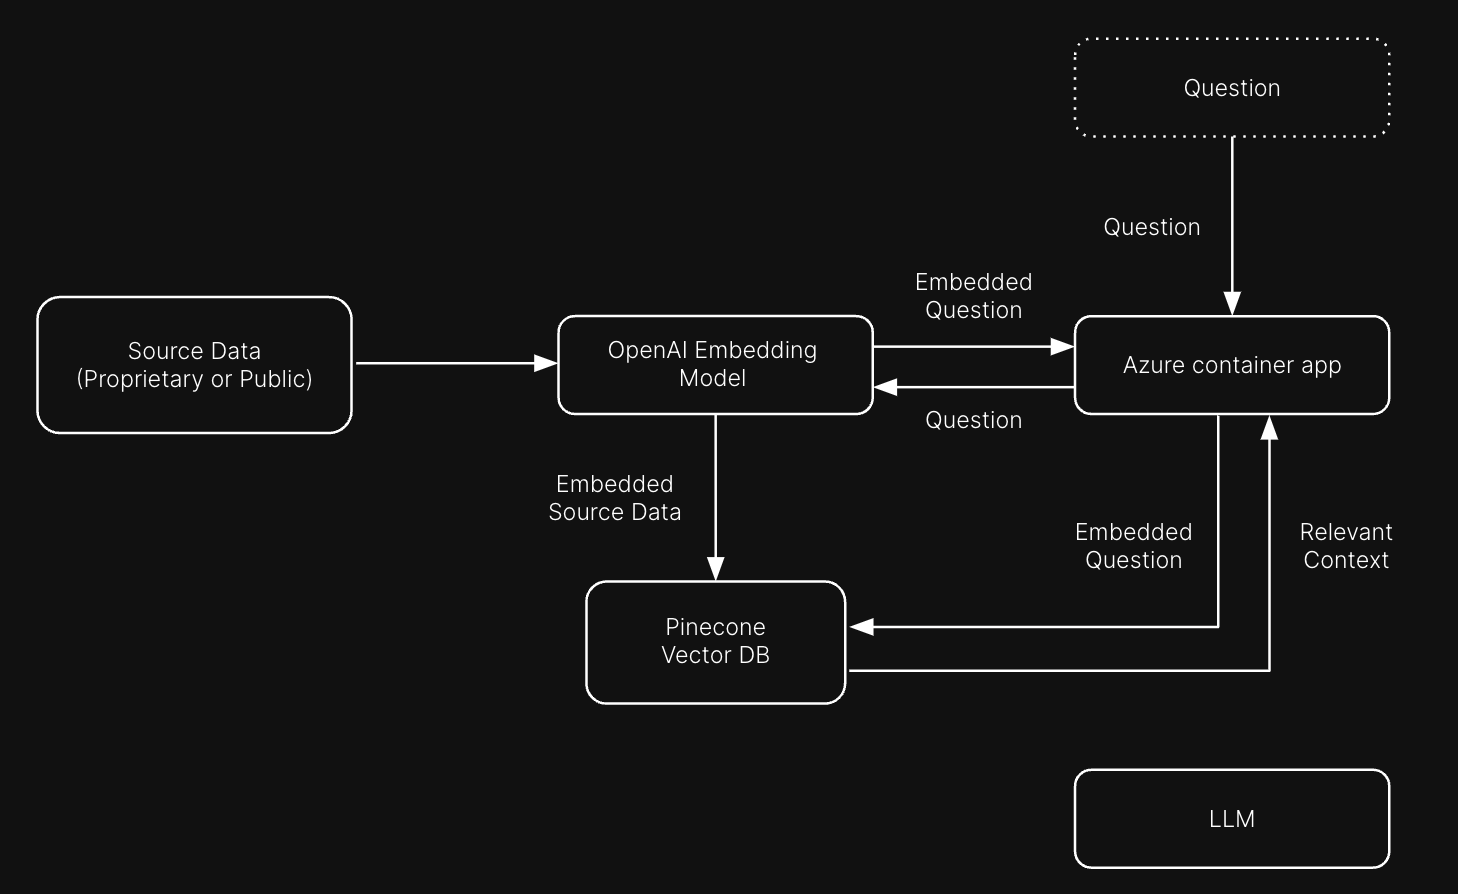 Question
Question
Embedded
Question
Source Data
(Proprietary or Public)
OpenAI Embedding
Model
Azure container app
Question
Embedded
Source Data
Embedded
Question
Relevant
Context
Pinecone
Vector DB
LLM